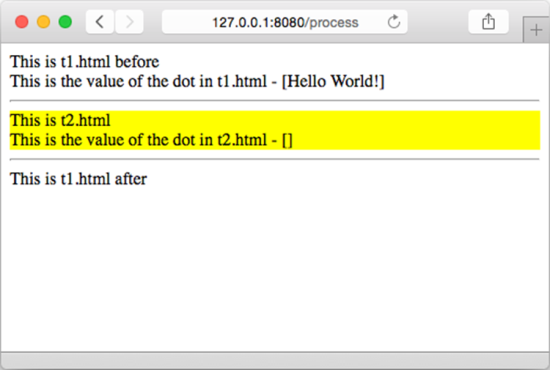 127.0.0.1:8080/process
This is t1.html before
This is the value of the dot in t1.html - [Hello World!]
This is t2.html
This is the value of the dot in t2.html - []
This is t1.html after